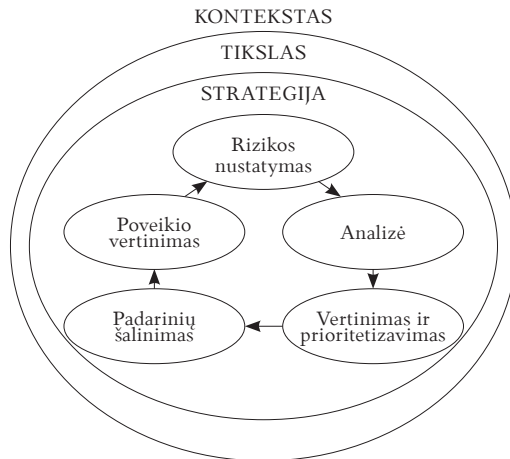 KONTEKSTAS
TIKSLAS
STRATEGIJA
Rizikos
nustatymas
Poveikio
vertinimas
Analizė
Padarinių
šalinimas
Vertinimas ir
prioritetizavimas